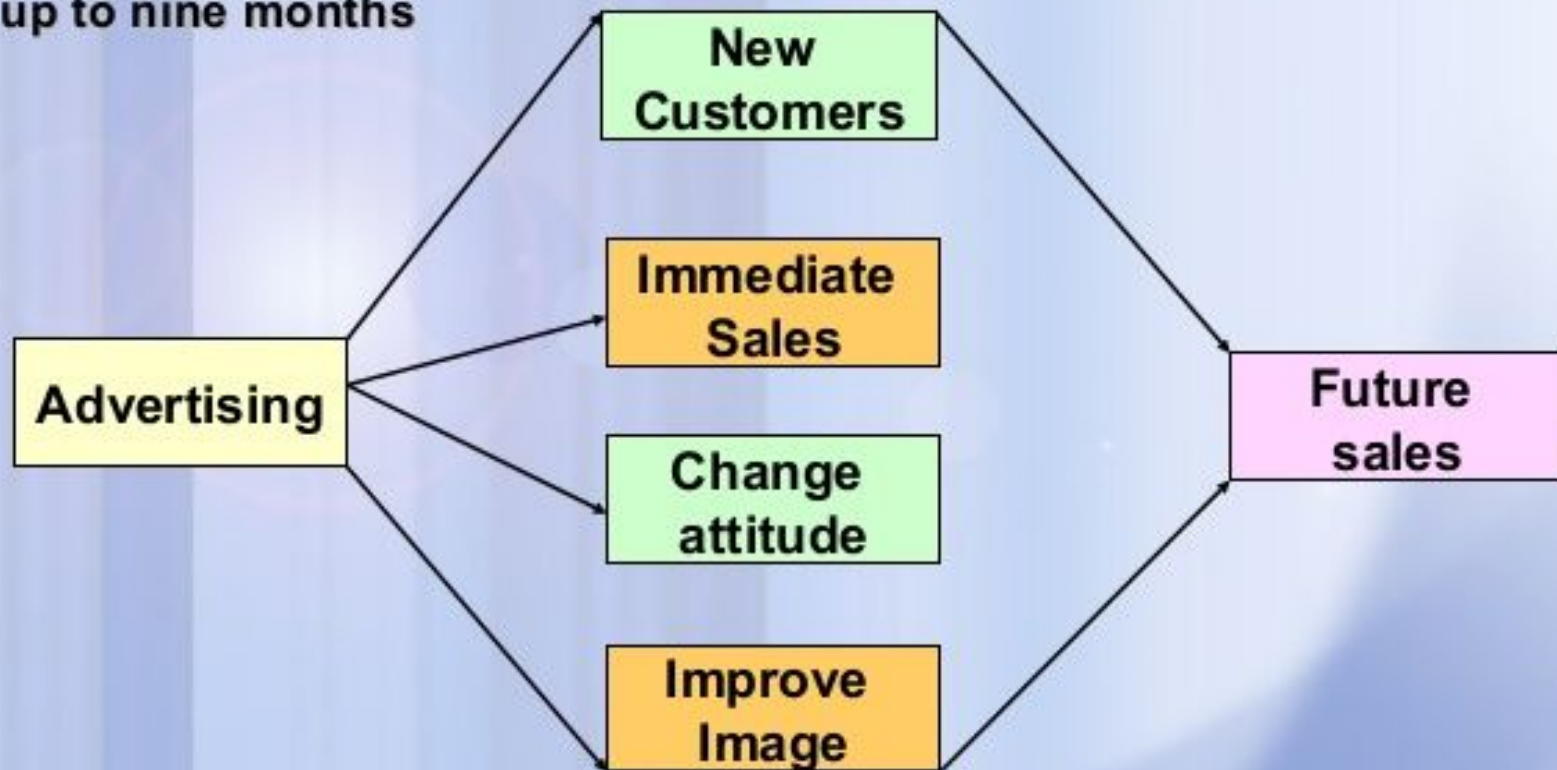 up to nine months
New
Customers
Immediate
Sales
Advertising
Change
attitude
Future
sales
Improve
Image